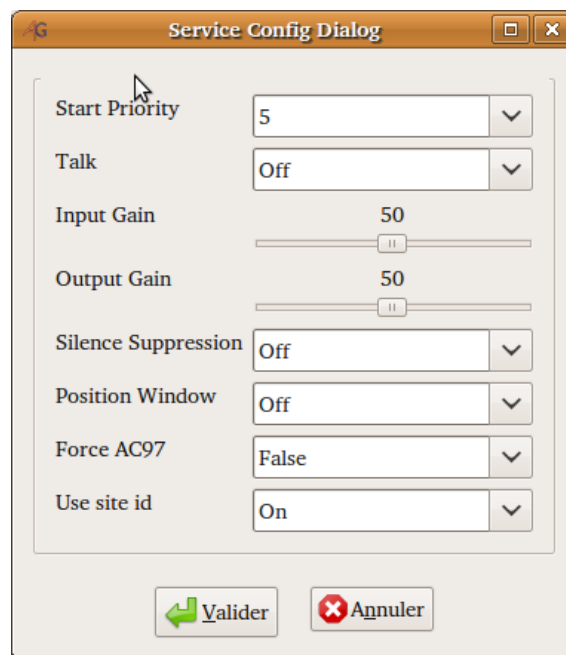 AG Service Config Dialog
Start Priority 5
Talk Off
Input Gain 50
Output Gain 50
Silence Suppression Off
Position Window Off
Force AC97 False
Use site id On
Valider Annuler